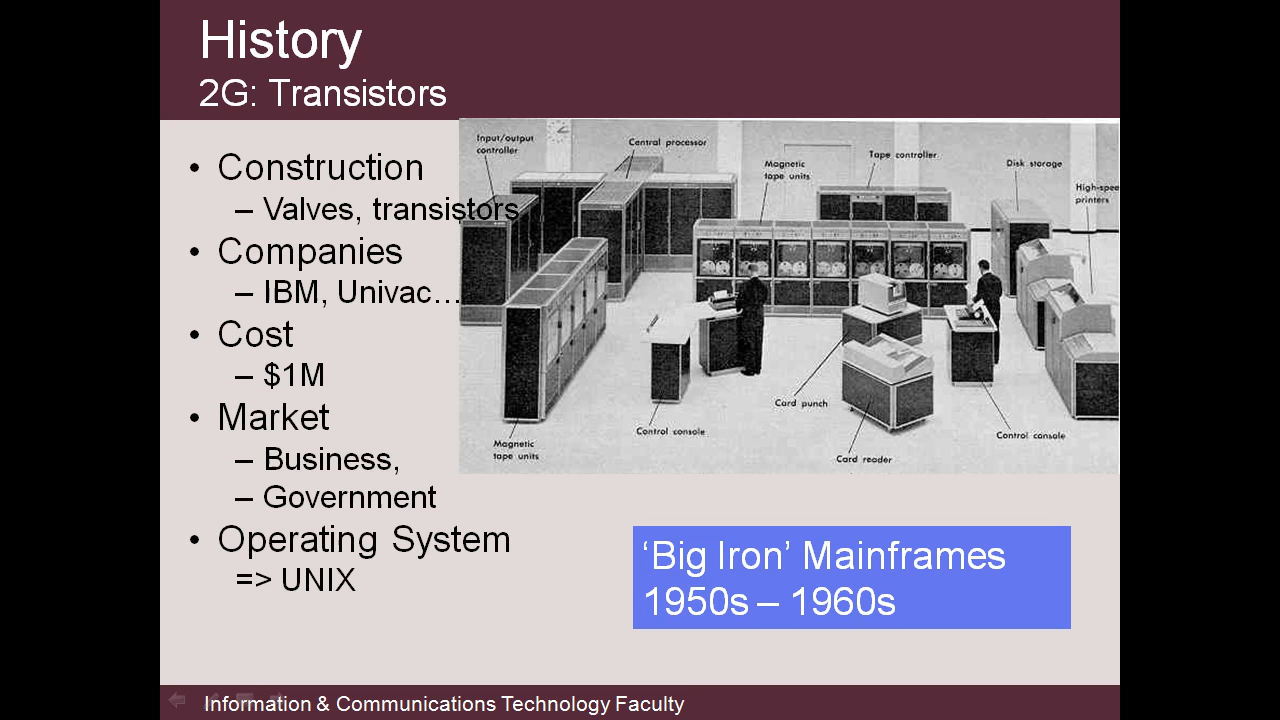 History
2G: Transistors
• Construction
– Valves, transistors
• Companies
– IBM, Univac…
• Cost
– $1M
• Market
– Business,
– Government
• Operating System
=> UNIX
Input/output
controller
Central processor
Magnetic
tape units
Tape controller
Disk storage
High-spee
printers
Card punch
Control console
Magnetic
tape units
Card reader
Control console
‘Big Iron’ Mainframes
1950s – 1960s
Information & Communications Technology Faculty